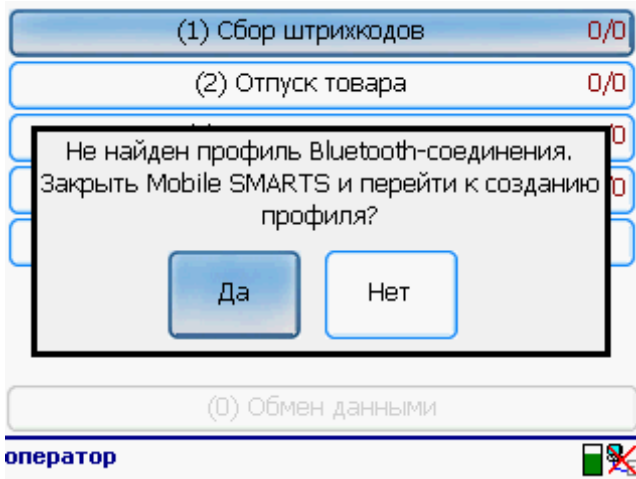 (1) Сбор штрихкодов 0/0
(2) Отпуск товара 0/0
Не найден профиль Bluetooth-соединения.
Закрыть Mobile SMARTS и перейти к созданию
профиля?
Да Нет
(0) Обмен данными
оператор